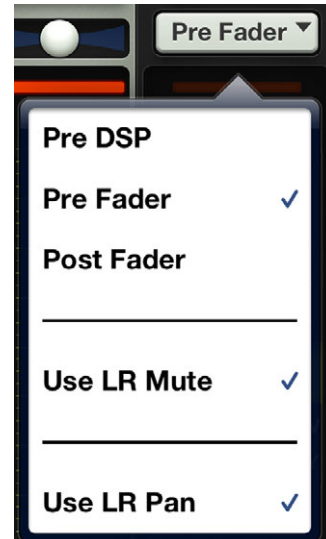 Pre Fader
Pre DSP
Pre Fader
Post Fader
Use LR Mute
Use LR Pan